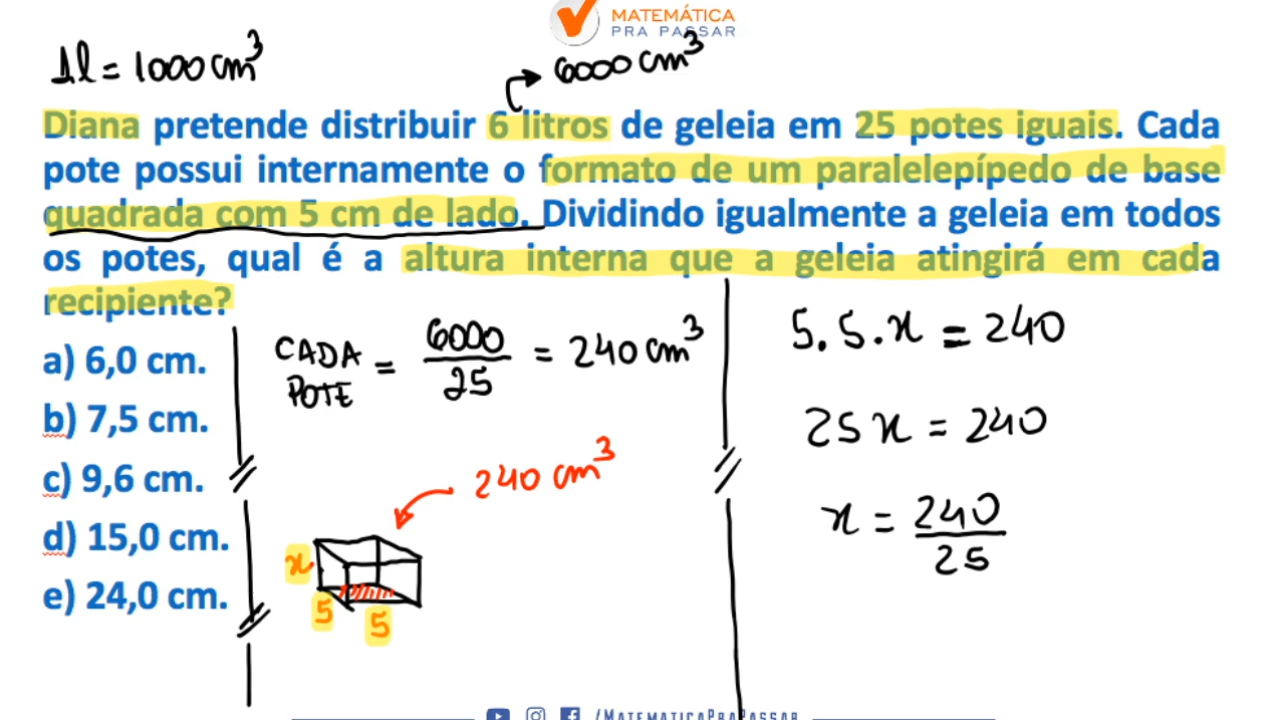 MATEMÁTICA
PRA PASSAR
1l = 1000 cm³
6000 cm³
Diana pretende distribuir 6 litros de geleia em 25 potes iguais. Cada
pote possui internamente o formato de um paralelepípedo de base
quadrada com 5 cm de lado. Dividindo igualmente a geleia em todos
os potes, qual é a altura interna que a geleia atingirá em cada
recipiente?
a) 6,0 cm.
b) 7,5 cm.
c) 9,6 cm.
d) 15,0 cm.
e) 24,0 cm.
CADA POTE = 6000/25 = 240 cm³
240 cm³
x
5
5
5.5.x = 240
25x = 240
x = 240/25
/MATEMATICAPRAPASSAR